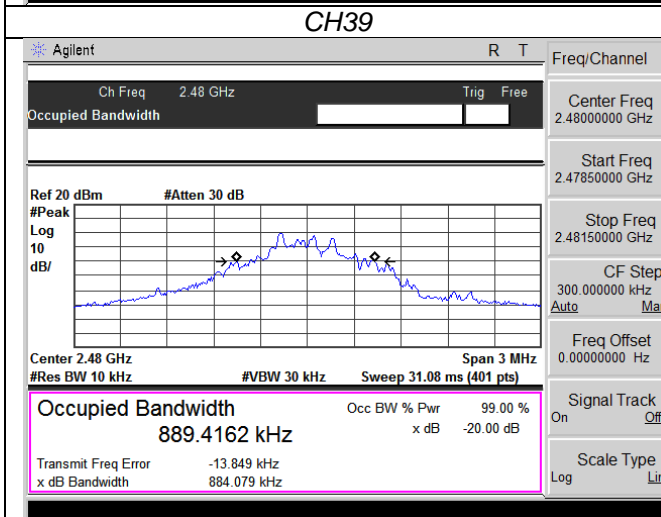 CH39
Agilent R T
Freq/Channel
Ch Freq 2.48 GHz Trig Free
Occupied Bandwidth
Center Freq
2.48000000 GHz
Start Freq
2.47850000 GHz
Stop Freq
2.48150000 GHz
CF Step
300.000000 kHz
Auto Ma
Freq Offset
0.00000000 Hz
Signal Track
On Off
Scale Type
Log Lin
Ref 20 dBm #Atten 30 dB
#Peak
Log
10
dB/
Center 2.48 GHz Span 3 MHz
#Res BW 10 kHz #VBW 30 kHz Sweep 31.08 ms (401 pts)
Occupied Bandwidth Occ BW % Pwr 99.00 %
889.4162 kHz x dB -20.00 dB
Transmit Freq Error -13.849 kHz
x dB Bandwidth 884.079 kHz